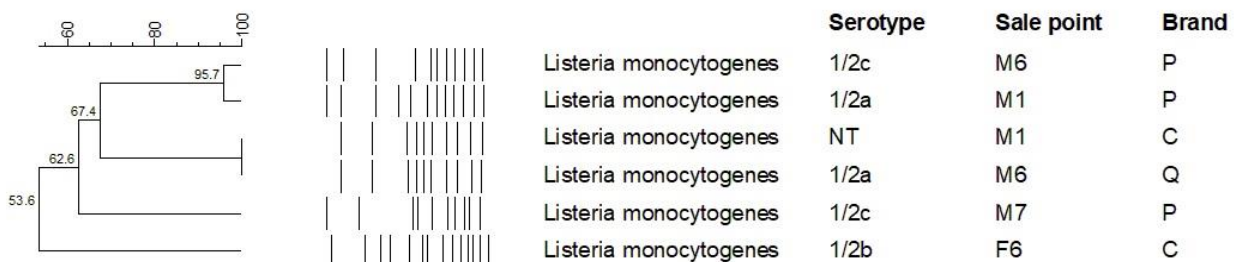 60 80 100
Serotype Sale point Brand
95.7 Listeria monocytogenes 1/2c M6 P
Listeria monocytogenes 1/2a M1 P
67.4 Listeria monocytogenes NT M1 C
62.6 Listeria monocytogenes 1/2a M6 Q
53.6 Listeria monocytogenes 1/2c M7 P
Listeria monocytogenes 1/2b F6 C